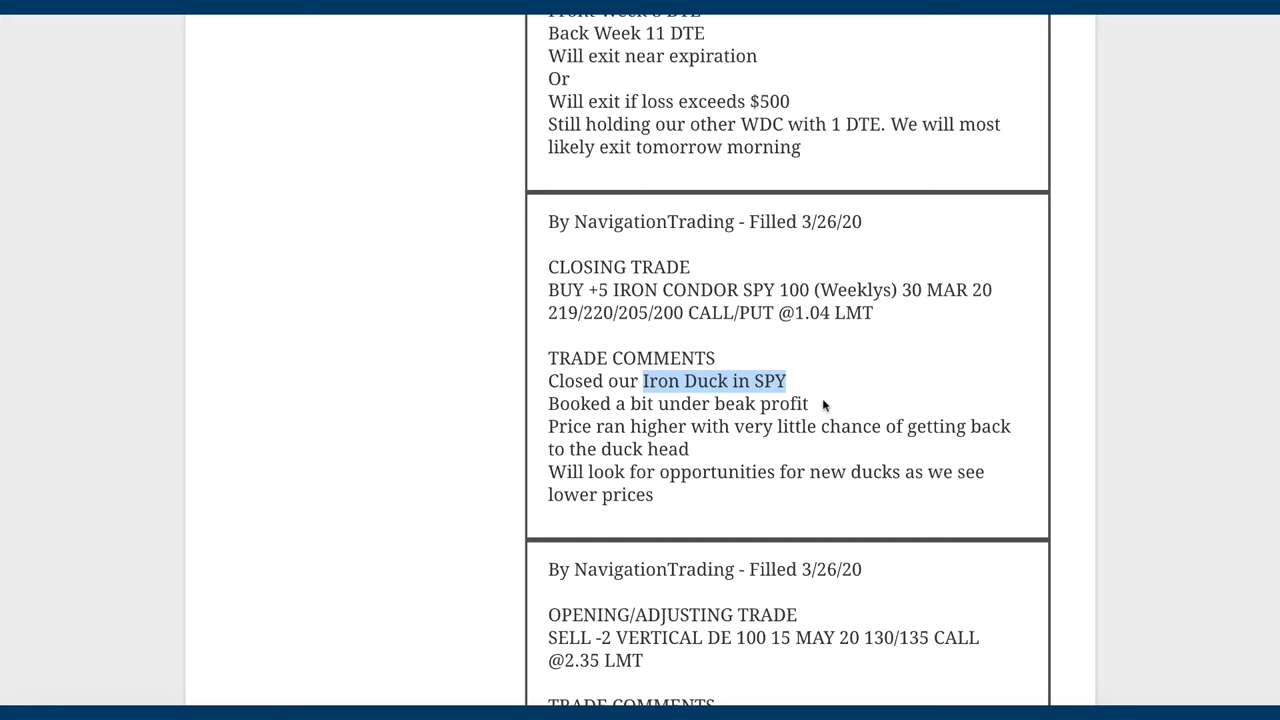 Front Week 8 DTE
Back Week 11 DTE
Will exit near expiration
Or
Will exit if loss exceeds $500
Still holding our other WDC with 1 DTE. We will most
likely exit tomorrow morning
By NavigationTrading - Filled 3/26/20
CLOSING TRADE
BUY +5 IRON CONDOR SPY 100 (Weeklys) 30 MAR 20
219/220/205/200 CALL/PUT @1.04 LMT
TRADE COMMENTS
Closed our Iron Duck in SPY
Booked a bit under beak profit
Price ran higher with very little chance of getting back
to the duck head
Will look for opportunities for new ducks as we see
lower prices
By NavigationTrading - Filled 3/26/20
OPENING/ADJUSTING TRADE
SELL -2 VERTICAL DE 100 15 MAY 20 130/135 CALL
@2.35 LMT
TRADE COMMENTS